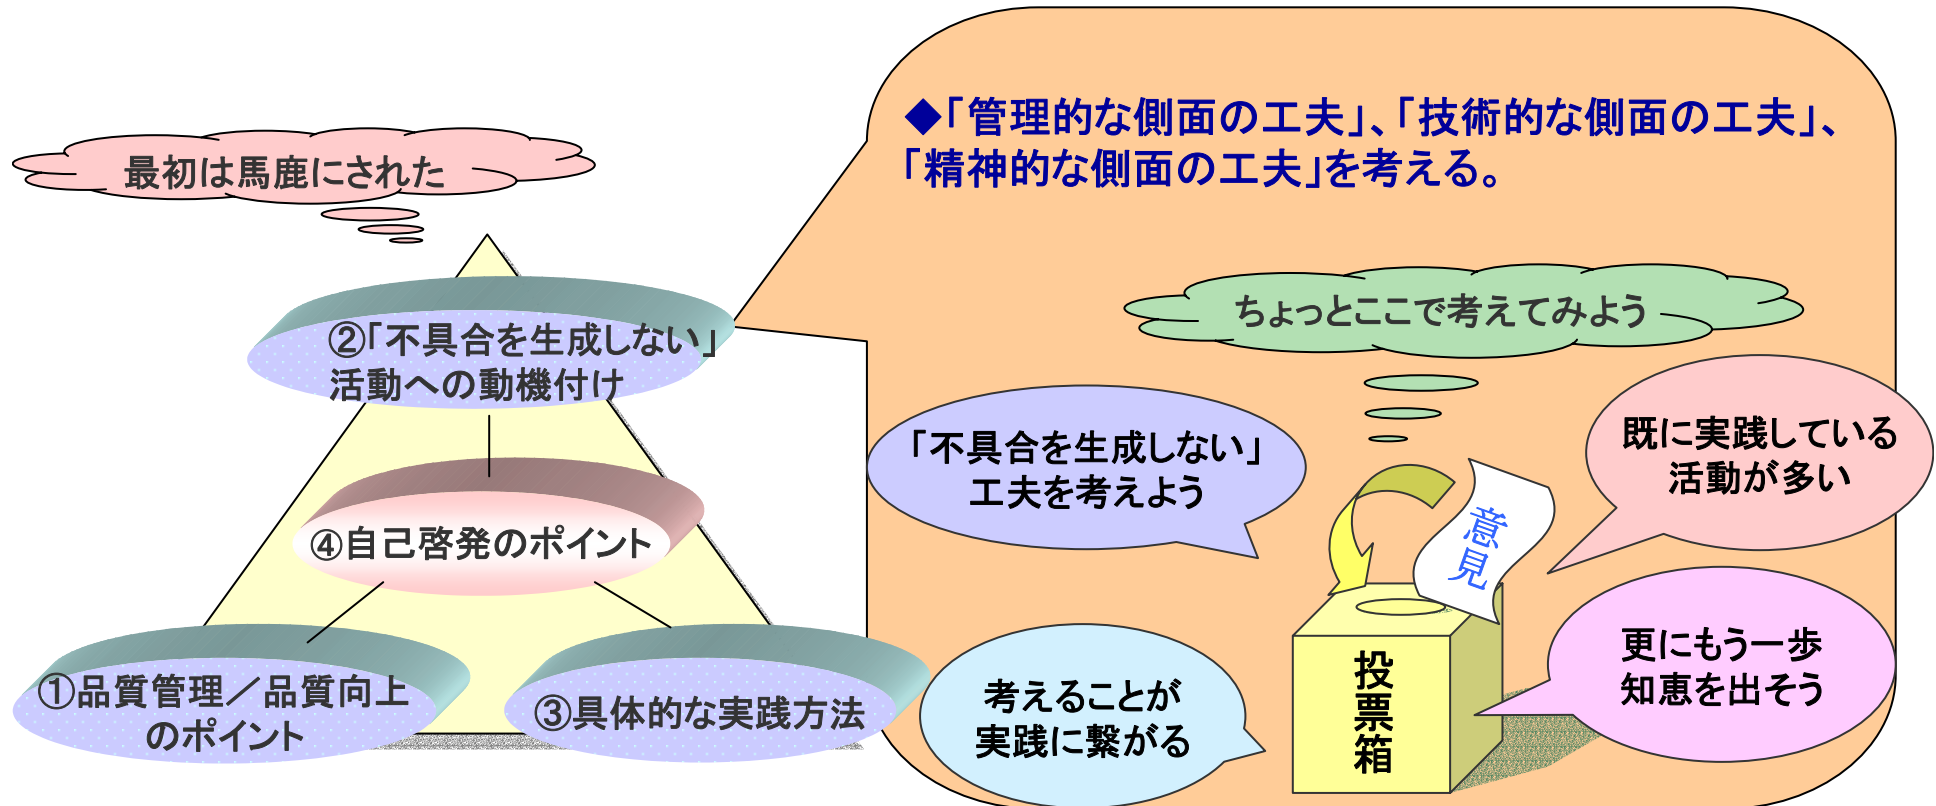 最初は馬鹿にされた
②「不具合を生成しない」
活動への動機付け
④自己啓発のポイント
①品質管理／品質向上
のポイント
③具体的な実践方法
◆「管理的な側面の工夫」、「技術的な側面の工夫」、
「精神的な側面の工夫」を考える。
ちょっとここで考えてみよう
「不具合を生成しない」
工夫を考えよう
既に実践している
活動が多い
意見
考えることが
実践に繋がる
投票箱
更にもう一歩
知恵を出そう